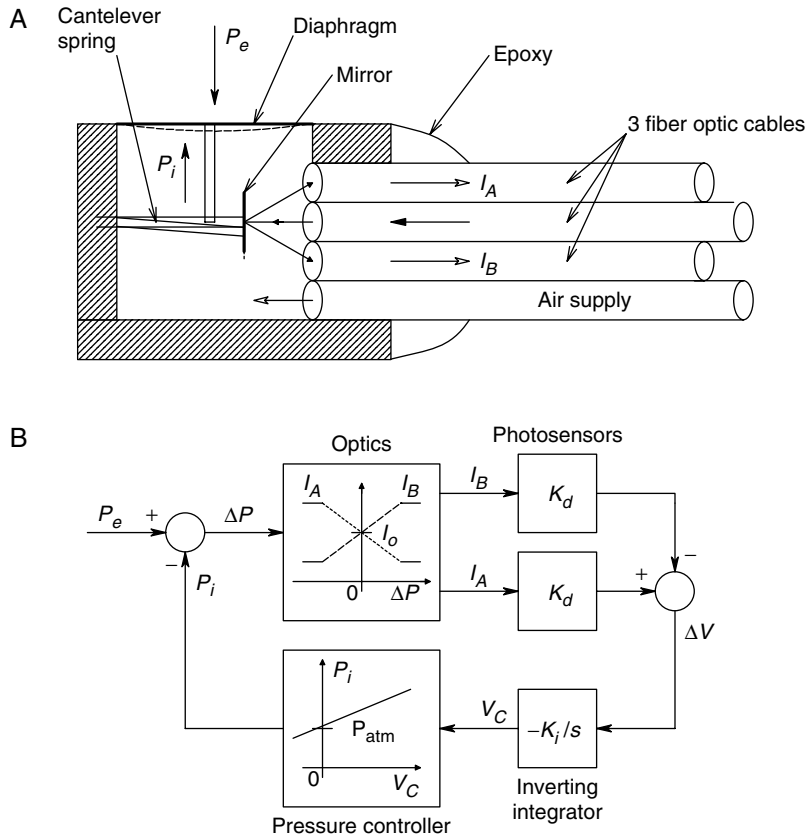 A
Cantelever
spring
P_e
Diaphragm
Mirror
Epoxy
3 fiber optic cables
P_i
I_A
I_B
Air supply
B
Optics
Photosensors
P_e
+
−
ΔP
I_A
I_B
I_o
0
ΔP
I_B
K_d
I_A
K_d
−
+
ΔV
P_i
P_i
P_atm
0
V_C
V_C
−K_i/s
Inverting
integrator
Pressure controller